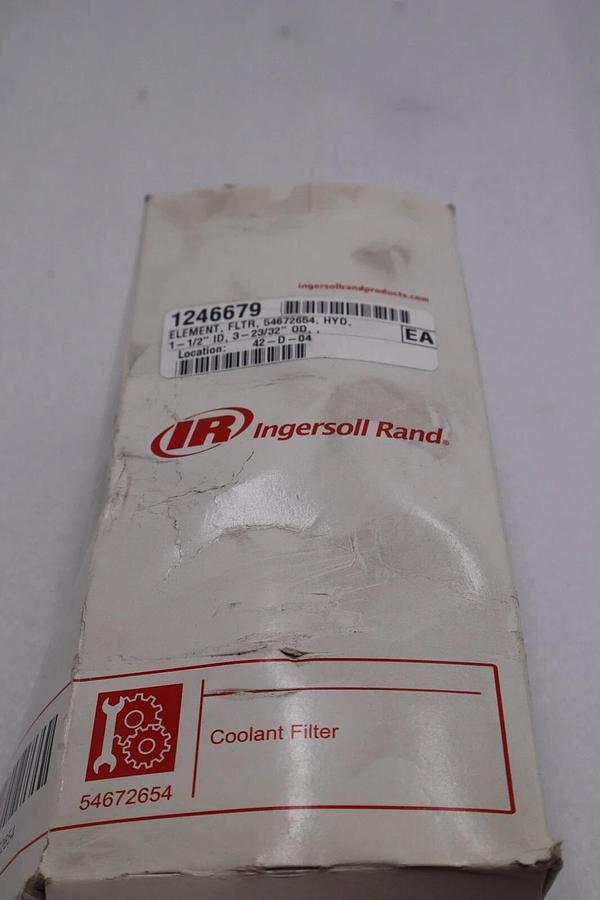 ingersollrandproducts.com
1246679
ELEMENT, FLTR, 54672654, HYD,
1-1/2" ID, 3-23/32" OD, ,
EA
Location: 42-D-04
IR Ingersoll Rand®
Coolant Filter
54672654